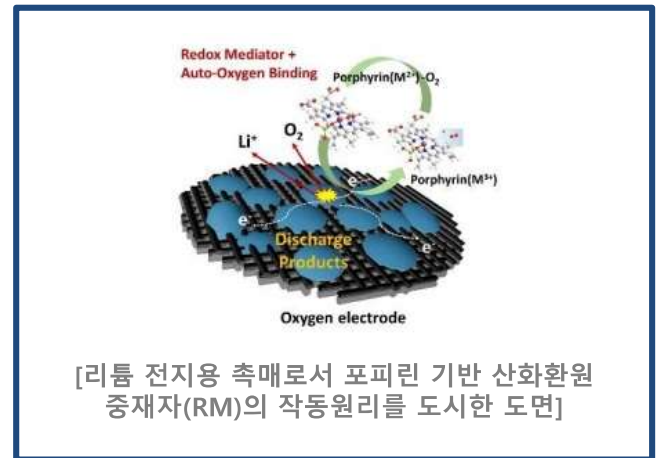 Redox Mediator +
Auto-Oxygen Binding
Porphyrin(M²⁺)-O₂
Li⁺
O₂
e⁻
Porphyrin(M³⁺)
e⁻
Discharge
Products
e⁻
Oxygen electrode
[리튬 전지용 촉매로서 포피린 기반 산화환원
중재자(RM)의 작동원리를 도시한 도면]